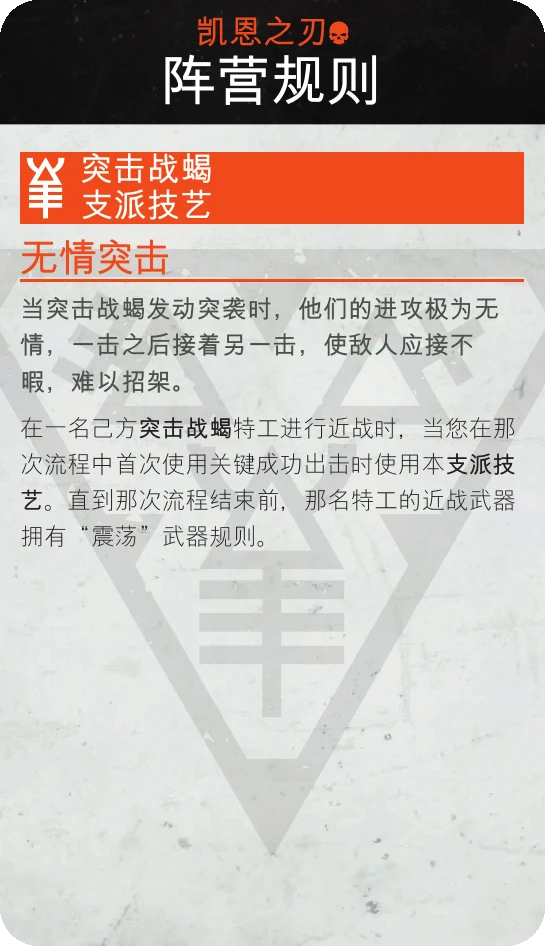 凯恩之刃
阵营规则
突击战蝎
支派技艺
无情突击
当突击战蝎发动突袭时，他们的进攻极为无
情，一击之后接着另一击，使敌人应接不
暇，难以招架。
在一名己方突击战蝎特工进行近战时，当您在那
次流程中首次使用关键成功出击时使用本支派技
艺。直到那次流程结束前，那名特工的近战武器
拥有“震荡”武器规则。